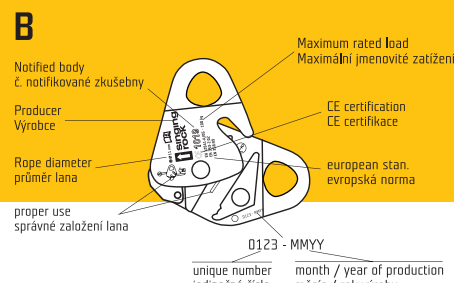 B
Notified body
č. notifikované zkušebny
Producer
Výrobce
Rope diameter
průměr lana
proper use
správné založení lana
Maximum rated load
Maximální jmenovité zatížení
CE certification
CE certifikace
european stan.
evropská norma
singing
rock
0123 - MMYY
unique number
month / year of production